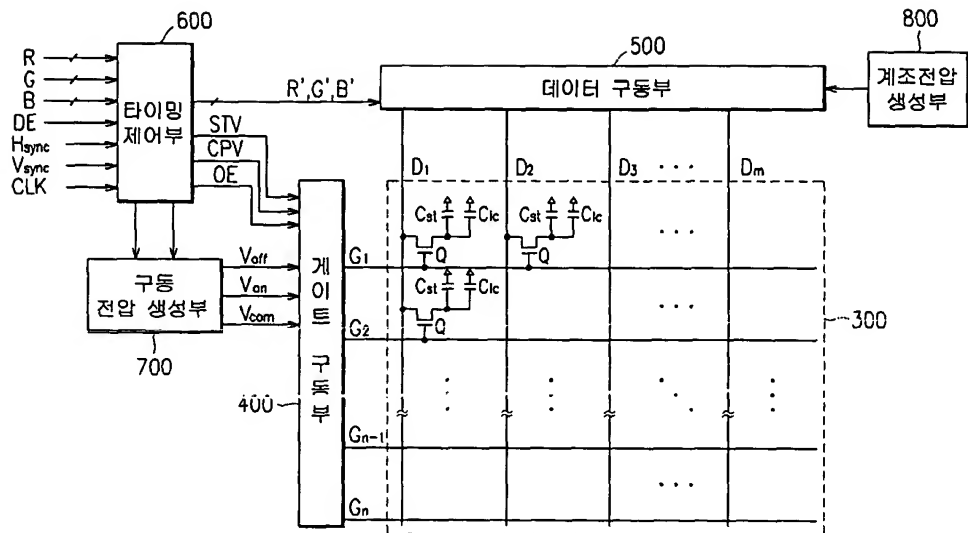 600
R
G
B
DE
Hsync
Vsync
CLK
타이밍
제어부
R',G',B'
STV
CPV
OE
500
데이터 구동부
800
계조전압
생성부
D1
D2
D3
...
Dm
Cst
Clc
Cst
Clc
Q
Q
G1
Cst
Clc
Q
G2
Voff
Von
Vcom
구동
전압 생성부
700
게이트 구동부
400
300
Gn-1
Gn